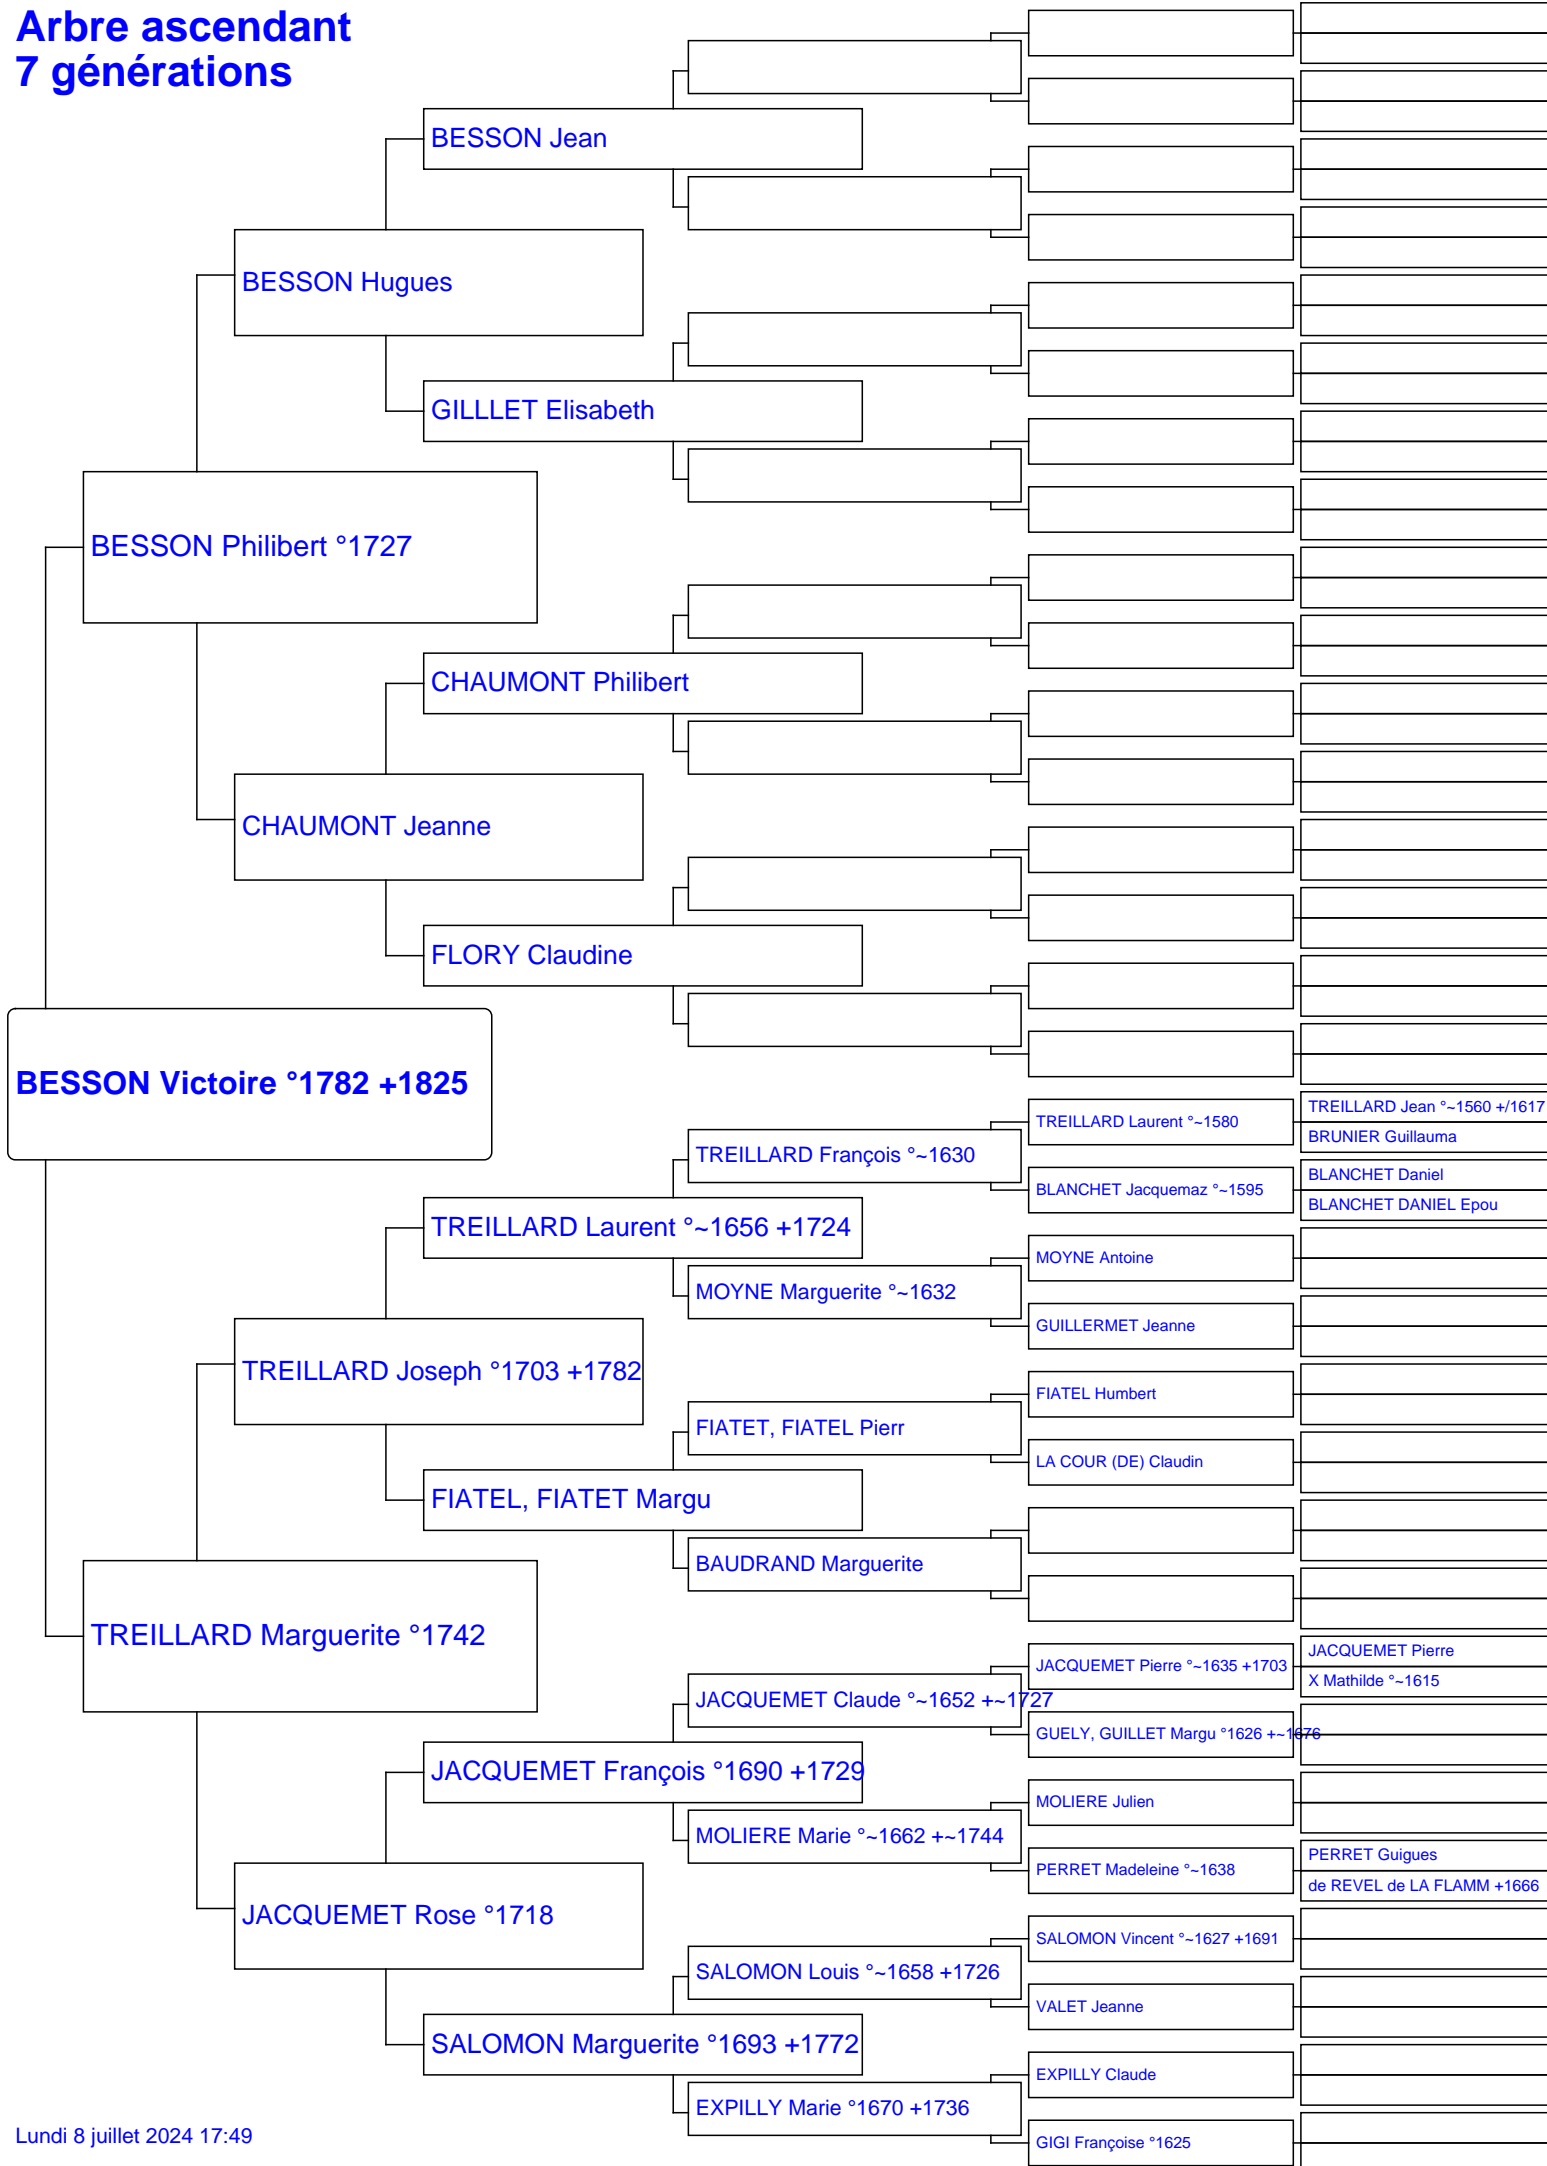 Arbre ascendant
7 générations
BESSON Jean
BESSON Hugues
GILLLET Elisabeth
BESSON Philibert °1727
CHAUMONT Philibert
CHAUMONT Jeanne
FLORY Claudine
BESSON Victoire °1782 +1825
TREILLARD Jean °~1560 +/1617
TREILLARD Laurent °~1580
BRUNIER Guillauma
TREILLARD François °~1630
BLANCHET Daniel
BLANCHET Jacquemaz °~1595
BLANCHET DANIEL Epou
TREILLARD Laurent °~1656 +1724
MOYNE Antoine
MOYNE Marguerite °~1632
GUILLERMET Jeanne
TREILLARD Joseph °1703 +1782
FIATEL Humbert
FIATET, FIATEL Pierr
LA COUR (DE) Claudin
FIATEL, FIATET Margu
BAUDRAND Marguerite
TREILLARD Marguerite °1742
JACQUEMET Pierre
JACQUEMET Pierre °~1635 +1703
X Mathilde °~1615
JACQUEMET Claude °~1652 +~1727
GUELY, GUILLET Margu °1626 +~1676
JACQUEMET François °1690 +1729
MOLIERE Julien
MOLIERE Marie °~1662 +~1744
PERRET Guigues
PERRET Madeleine °~1638
de REVEL de LA FLAMM +1666
JACQUEMET Rose °1718
SALOMON Vincent °~1627 +1691
SALOMON Louis °~1658 +1726
VALET Jeanne
SALOMON Marguerite °1693 +1772
EXPILLY Claude
EXPILLY Marie °1670 +1736
GIGI Françoise °1625
Lundi 8 juillet 2024 17:49